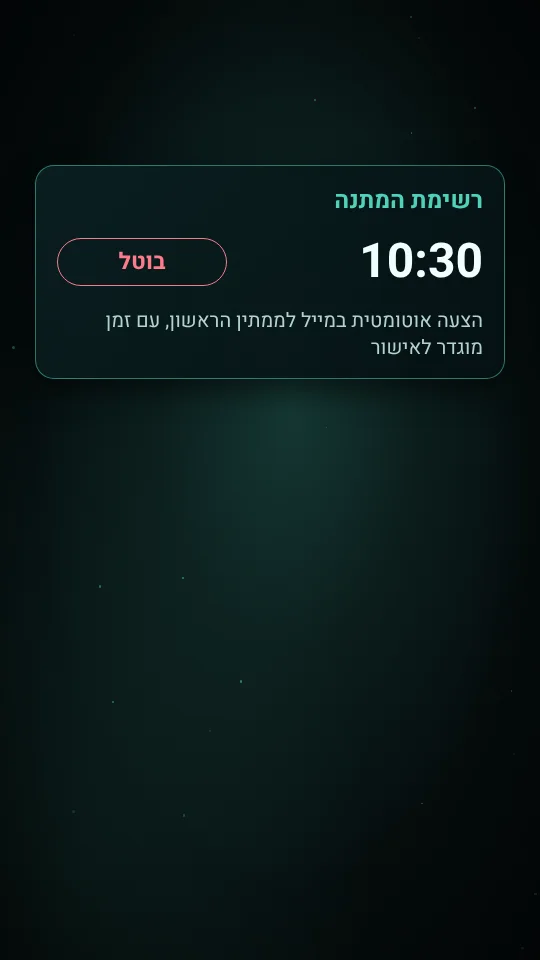 רשימת המתנה
10:30
בוטל
הצעה אוטומטית במייל לממתין הראשון, עם זמן
מוגדר לאישור